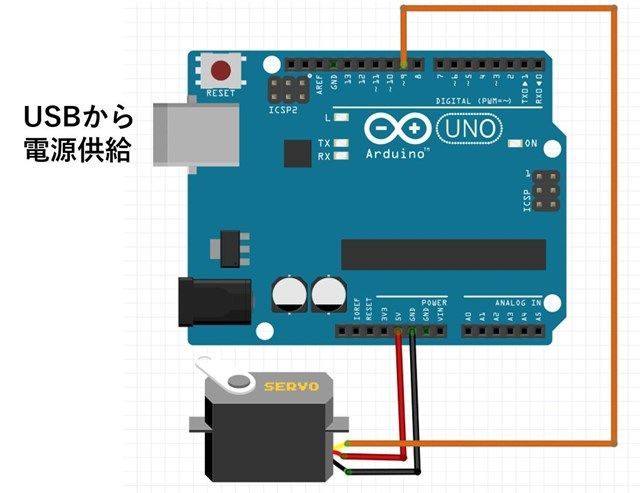 USBから
電源供給
RESET
ICSP2
AREF
GND
13
12
~11
~10
~9
8
7
~6
~5
4
~3
2
TXD▶1
RXD◀0
DIGITAL (PWM=~)
L
TX
RX
Arduino™
UNO
ON
ICSP
1
POWER
ANALOG IN
IOREF
RESET
3V3
5V
GND
GND
VIN
A0
A1
A2
A3
A4
A5
SERVO